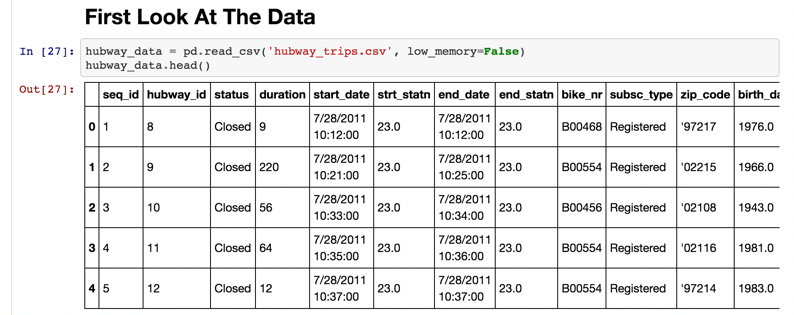 First Look At The Data
In [27]: hubway_data = pd.read_csv('hubway_trips.csv', low_memory=False)
hubway_data.head()
Out[27]:
seq_id hubway_id status duration start_date strt_statn end_date end_statn bike_nr subsc_type zip_code birth_da
0 1 8 Closed 9 7/28/2011 10:12:00 23.0 7/28/2011 10:12:00 23.0 B00468 Registered '97217 1976.0
1 2 9 Closed 220 7/28/2011 10:21:00 23.0 7/28/2011 10:25:00 23.0 B00554 Registered '02215 1966.0
2 3 10 Closed 56 7/28/2011 10:33:00 23.0 7/28/2011 10:34:00 23.0 B00456 Registered '02108 1943.0
3 4 11 Closed 64 7/28/2011 10:35:00 23.0 7/28/2011 10:36:00 23.0 B00554 Registered '02116 1981.0
4 5 12 Closed 12 7/28/2011 10:37:00 23.0 7/28/2011 10:37:00 23.0 B00554 Registered '97214 1983.0